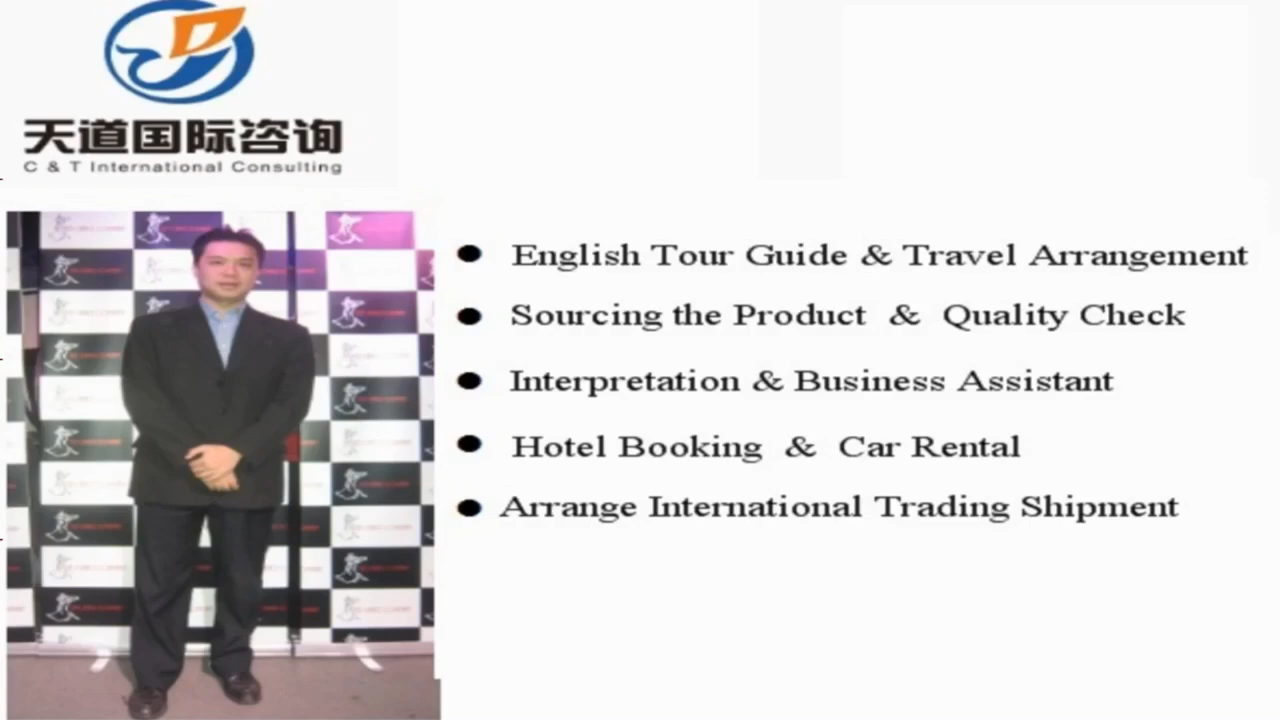 天道国际咨询
C & T International Consulting
● English Tour Guide & Travel Arrangement
● Sourcing the Product & Quality Check
● Interpretation & Business Assistant
● Hotel Booking & Car Rental
● Arrange International Trading Shipment